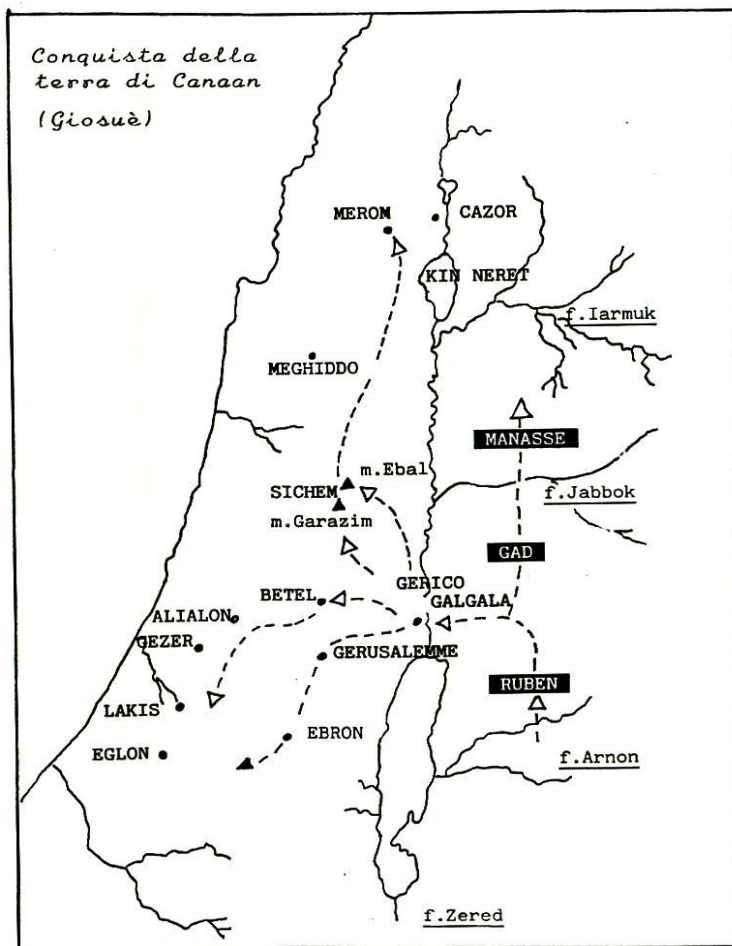 Conquista della
terra di Canaan
(Giosuè)
MEROM
CAZOR
KIN NERET
f.Iarmuk
MEGHIDDO
MANASSE
m.Ebal
SICHEM
f.Jabbok
m.Garazim
GAD
GERICO
BETEL
GALGALA
ALIALON
GEZER
GERUSALEMME
RUBEN
LAKIS
EBRON
EGLON
f.Arnon
f.Zered